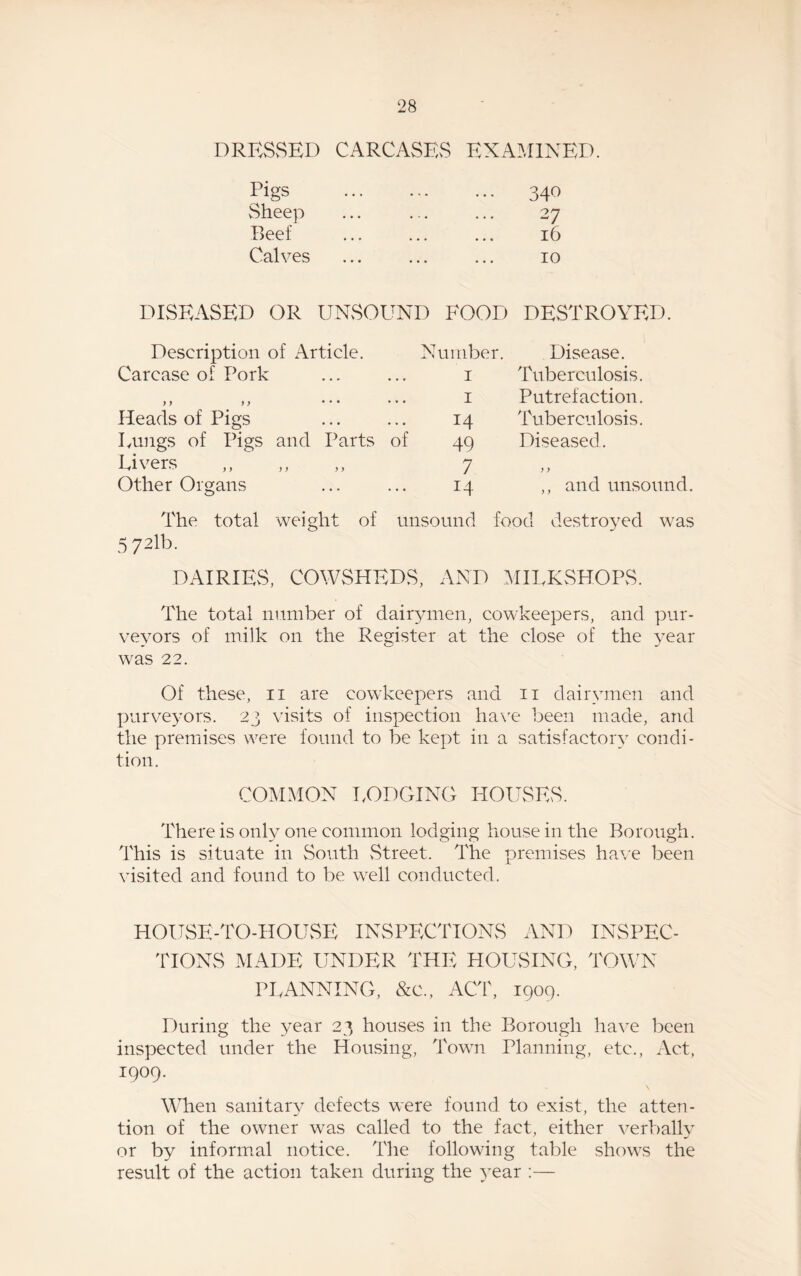 28
DRESSED CARCASES EXAMINED.
Pigs ... ... ... 340
Sheep ... ... ... 27
Beef ... ... ... 16
Calves ... ... ... 10
DISEASED OR UNSOUND FOOD DESTROYED.
Description of Article. Number. Disease.
Carcase of Pork ... ... 1 Tuberculosis.
,, ,, ... ... 1 Putrefaction.
Heads of Pigs ... ... 14 Tuberculosis.
Lungs of Pigs and Parts of 49 Diseased.
Livers ,, ,, ,, 7 ,,
Other Organs ... ... 14 ,, and unsound.
The total weight of unsound food destroyed was
572lb.
DAIRIES, COWSHEDS, AND MILKSHOPS.
The total number of dairymen, cowkeepers, and pur-
veyors of milk on the Register at the close of the year
was 22.
Of these, 11 are cowkeepers and 11 dairymen and
purveyors. 23 visits of inspection have been made, and
the premises were found to be kept in a satisfactory condi-
tion.
COMMON LODGING HOUSES.
There is only one common lodging house in the Borough.
This is situate in South Street. The premises have been
visited and found to be well conducted.
HOUSE-TO-HOUSE INSPECTIONS AND INSPEC-
TIONS MADE UNDER THE HOUSING, TOWN
PLANNING, &c., ACT, 1909.
During the year 23 houses in the Borough have been
inspected under the Housing, Town Planning, etc., Act,
1909.
When sanitary defects were found to exist, the atten-
tion of the owner was called to the fact, either verbally
or by informal notice. The following table shows the
result of the action taken during the year :—